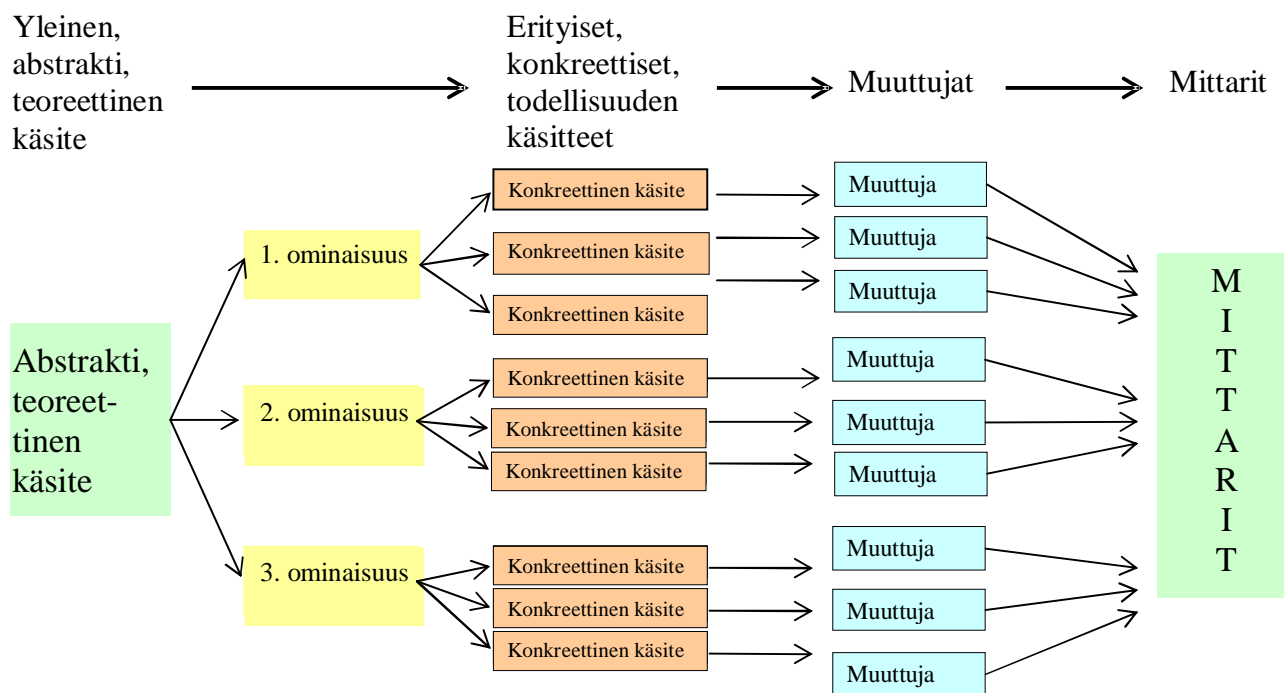 Yleinen,
abstrakti,
teoreettinen
käsite
Erityiset,
konkreettiset,
todellisuuden
käsitteet
Muuttujat
Mittarit
Abstrakti,
teoreet-
tinen
käsite
1. ominaisuus
2. ominaisuus
3. ominaisuus
Konkreettinen käsite
Konkreettinen käsite
Konkreettinen käsite
Konkreettinen käsite
Konkreettinen käsite
Konkreettinen käsite
Konkreettinen käsite
Konkreettinen käsite
Konkreettinen käsite
Muuttuja
Muuttuja
Muuttuja
Muuttuja
Muuttuja
Muuttuja
Muuttuja
Muuttuja
Muuttuja
M
I
T
T
A
R
I
T